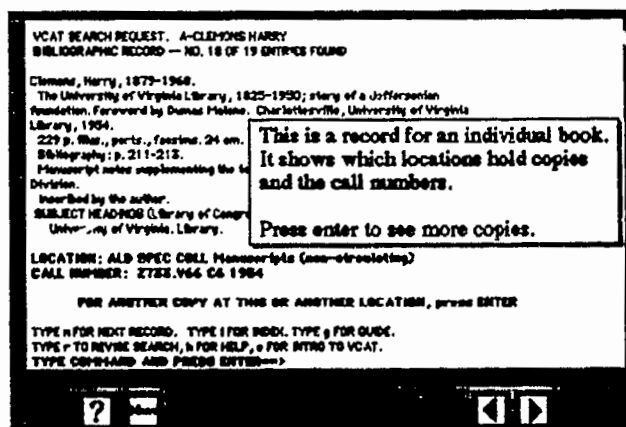 VCAT SEARCH REQUEST. A-CLEMONS HARRY
BIBLIOGRAPHIC RECORD -- NO. 18 OF 19 ENTRIES FOUND
Clemons, Harry, 1879-1968.
The University of Virginia Library, 1825-1950; story of a Jeffersonian
foundation. Foreword by Dumas Malone. Charlottesville, University of Virginia
Library, 1954.
229 p. illus., ports., facsims. 24 cm.
Bibliography: p. 211-218.
Manuscript notes supplementing the
Division.
Inscribed by the author.
SUBJECT HEADINGS (Library of Congre
University of Virginia. Library.
This is a record for an individual book.
It shows which locations hold copies
and the call numbers.
Press enter to see more copies.
LOCATION: ALD SPEC COLL Manuscripts (non-circulating)
CALL NUMBER: Z733.V66 C6 1954
FOR ANOTHER COPY AT THIS OR ANOTHER LOCATION, press ENTER
TYPE n FOR NEXT RECORD. TYPE i FOR INDEX. TYPE g FOR GUIDE.
TYPE r TO REVISE SEARCH, h FOR HELP, e FOR INTRO TO VCAT.
TYPE COMMAND AND PRESS ENTER==>
?